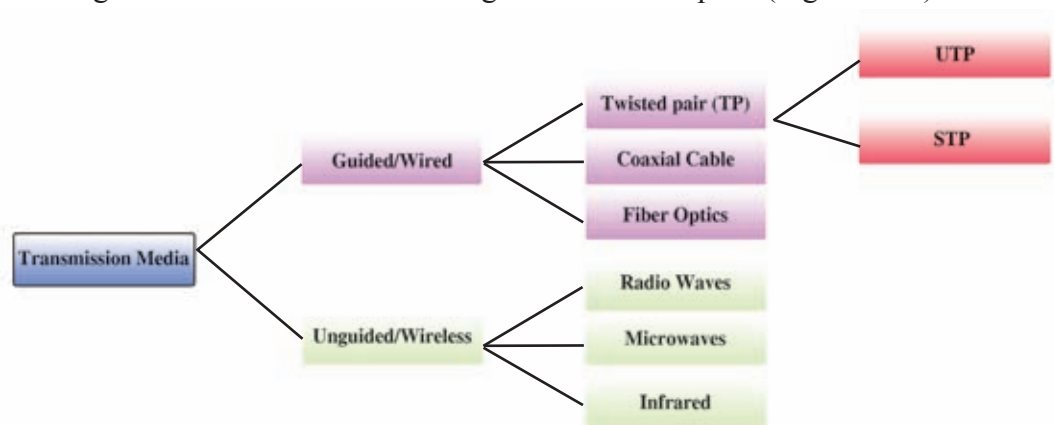 UTP
Twisted pair (TP)
STP
Guided/Wired
Coaxial Cable
Fiber Optics
Transmission Media
Radio Waves
Unguided/Wireless
Microwaves
Infrared